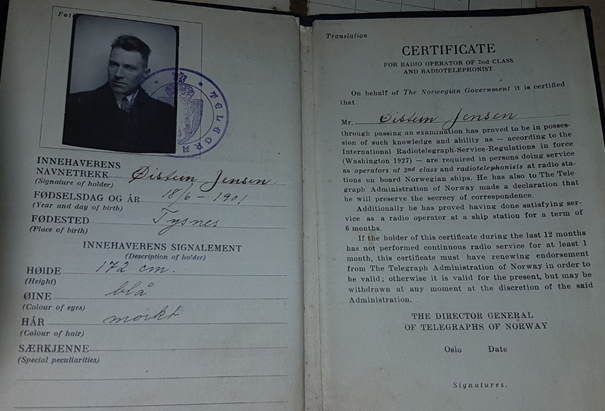 Fot
TELEGRA
INNEHAVERENS
NAVNETREKK Øistein Jensen.
(Signature of holder)
FØDSELSDAG OG ÅR 18/6 - 1901
(Year and day of birth)
FØDESTED Tysnes
(Place of birth)
INNEHAVERENS SIGNALEMENT
(Description of holder)
HØIDE 172 cm.
(Height)
ØINE blå
(Colour of eyes)
HÅR mørkt
(Colour of hair)
SÆRKJENNE
(Special peculiarities)
Translation
CERTIFICATE
FOR RADIO OPERATOR OF 2nd CLASS
AND RADIOTELEPHONIST.
On behalf of The Norwegian Government it is certified
that
Mr Øistein Jensen
through passing an examination has proved to be in posses-
sion of such knowledge and ability as – according to the
International Radiotelegraph-Service-Regulations in force
(Washington 1927) – are required in persons doing service
as operators of 2nd class and radiotelephonists at radio sta-
tions on board Norwegian ships. He has also to The Tele-
graph Administration of Norway made a declaration that
he will preserve the secrecy of correspondence.
Additionally he has proved having done satisfying ser-
vice as a radio operator at a ship station for a term of
6 months.
If the holder of this certificate during the last 12 months
has not performed continuous radio service for at least 1
month, this certificate must have renewing endorsement
from The Telegraph Administration of Norway in order to
be valid; otherwise it is valid for the present, but may be
withdrawn at any moment at the discretion of the said
Administration.
THE DIRECTOR GENERAL
OF TELEGRAPHS OF NORWAY
Oslo Date
Signatures.